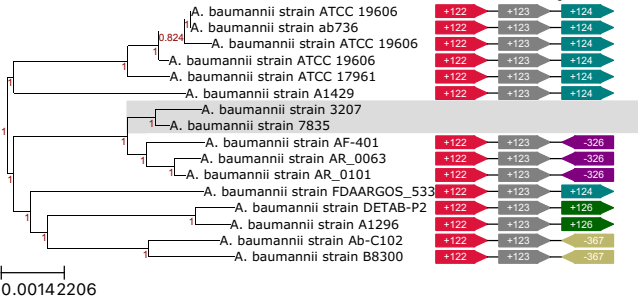 A. baumannii strain ATCC 19606 +122 +123 +124
A. baumannii strain ab736 +122 +123 +124
0.824
1
A. baumannii strain ATCC 19606 +122 +123 +124
1
A. baumannii strain ATCC 19606 +122 +123 +124
1
A. baumannii strain ATCC 17961 +122 +123 +124
1
A. baumannii strain A1429 +122 +123 +124
A. baumannii strain 3207
1
A. baumannii strain 7835
1
1
A. baumannii strain AF-401 +122 +123 -326
1
A. baumannii strain AR_0063 +122 +123 -326
1
A. baumannii strain AR_0101 +122 +123 -326
1
A. baumannii strain FDAARGOS_533 +122 +123 +124
A. baumannii strain DETAB-P2 +122 +123 +126
1
1
A. baumannii strain A1296 +122 +123 +126
1
A. baumannii strain Ab-C102 +122 +123 -367
1
A. baumannii strain B8300 +122 +123 -367
0.00142206